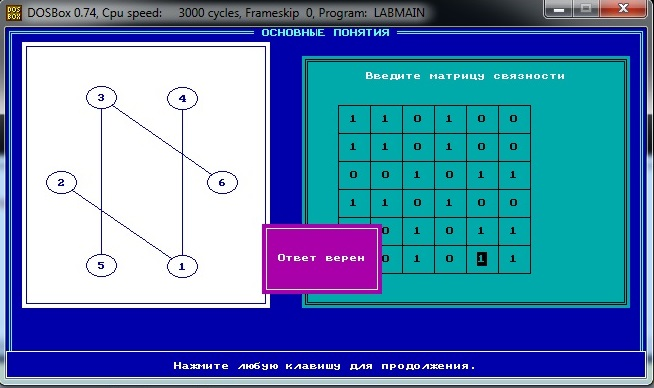 DOSBox 0.74, Cpu speed: 3000 cycles, Frameskip 0, Program: LABMAIN
ОСНОВНЫЕ ПОНЯТИЯ
Введите матрицу связности
3 4
2 6
5 1
1 1 0 1 0 0
1 1 0 1 0 0
0 0 1 0 1 1
1 1 0 1 0 0
0 1 0 1 1
0 1 0 1 1
Ответ верен
Нажмите любую клавишу для продолжения.